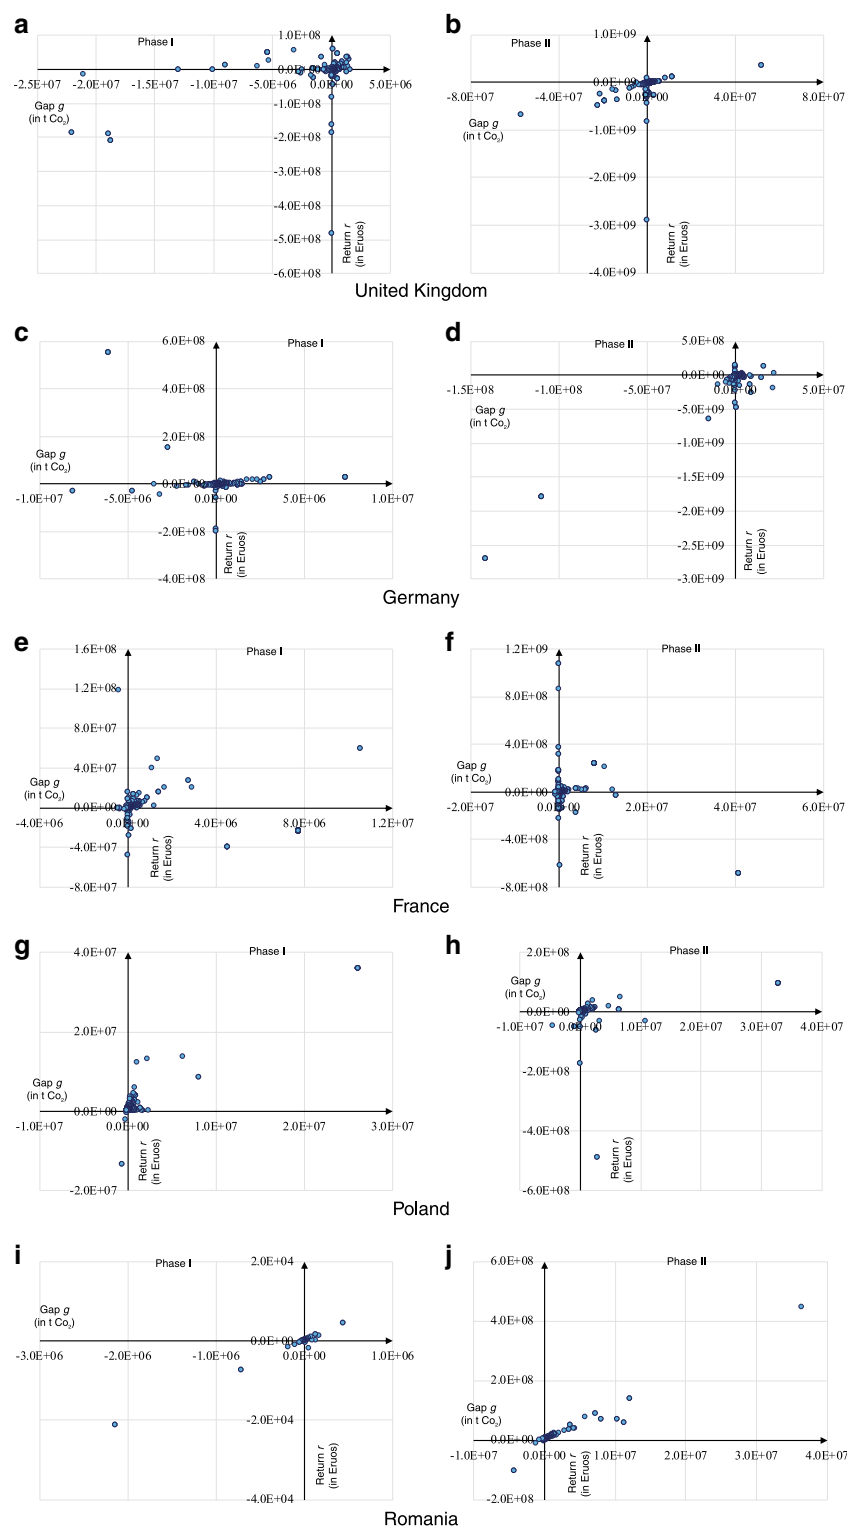 a
Phase I
1.0E+08
0.0E+00
-2.5E+07 -2.0E+07 -1.5E+07 -1.0E+07 -5.0E+06 0.0E+00 5.0E+06
Gap g
(in t Co2)
-1.0E+08
-2.0E+08
-3.0E+08
-4.0E+08
-5.0E+08
-6.0E+08
Return r
(in Eruos)
b
Phase II
1.0E+09
0.0E+00
-8.0E+07 -4.0E+07 0.0E+00 4.0E+07 8.0E+07
Gap g
(in t Co2)
-1.0E+09
-2.0E+09
-3.0E+09
-4.0E+09
Return r
(in Eruos)
United Kingdom
c
Phase I
6.0E+08
4.0E+08
2.0E+08
Gap g
(in t Co2)
0.0E+00
-1.0E+07 -5.0E+06 0.0E+00 5.0E+06 1.0E+07
-2.0E+08
-4.0E+08
Return r
(in Eruos)
d
Phase II
5.0E+08
0.0E+00
-1.5E+08 -1.0E+08 -5.0E+07 0.0E+00 5.0E+07
Gap g
(in t Co2)
-5.0E+08
-1.0E+09
-1.5E+09
-2.0E+09
-2.5E+09
-3.0E+09
Return r
(in Eruos)
Germany
e
Phase I
1.6E+08
1.2E+08
8.0E+07
4.0E+07
Gap g
(in t Co2)
0.0E+00
-4.0E+06 0.0E+00 4.0E+06 8.0E+06 1.2E+07
-4.0E+07
-8.0E+07
Return r
(in Eruos)
f
Phase II
1.2E+09
8.0E+08
4.0E+08
Gap g
(in t Co2)
0.0E+00
-2.0E+07 0.0E+00 2.0E+07 4.0E+07 6.0E+07
-4.0E+08
-8.0E+08
Return r
(in Eruos)
France
g
Phase I
4.0E+07
2.0E+07
Gap g
(in t Co2)
0.0E+00
-1.0E+07 0.0E+00 1.0E+07 2.0E+07 3.0E+07
-2.0E+07
Return r
(in Eruos)
h
Phase II
2.0E+08
Gap g
(in t Co2)
0.0E+00
-1.0E+07 0.0E+00 1.0E+07 2.0E+07 3.0E+07 4.0E+07
-2.0E+08
-4.0E+08
-6.0E+08
Return r
(in Eruos)
Poland
i
Phase I
2.0E+04
Gap g
(in t Co2)
0.0E+00
-3.0E+06 -2.0E+06 -1.0E+06 0.0E+00 1.0E+06
-2.0E+04
-4.0E+04
Return r
(in Eruos)
j
Phase II
6.0E+08
4.0E+08
2.0E+08
Gap g
(in t Co2)
0.0E+00
-1.0E+07 0.0E+00 1.0E+07 2.0E+07 3.0E+07 4.0E+07
-2.0E+08
Return r
(in Eruos)
Romania